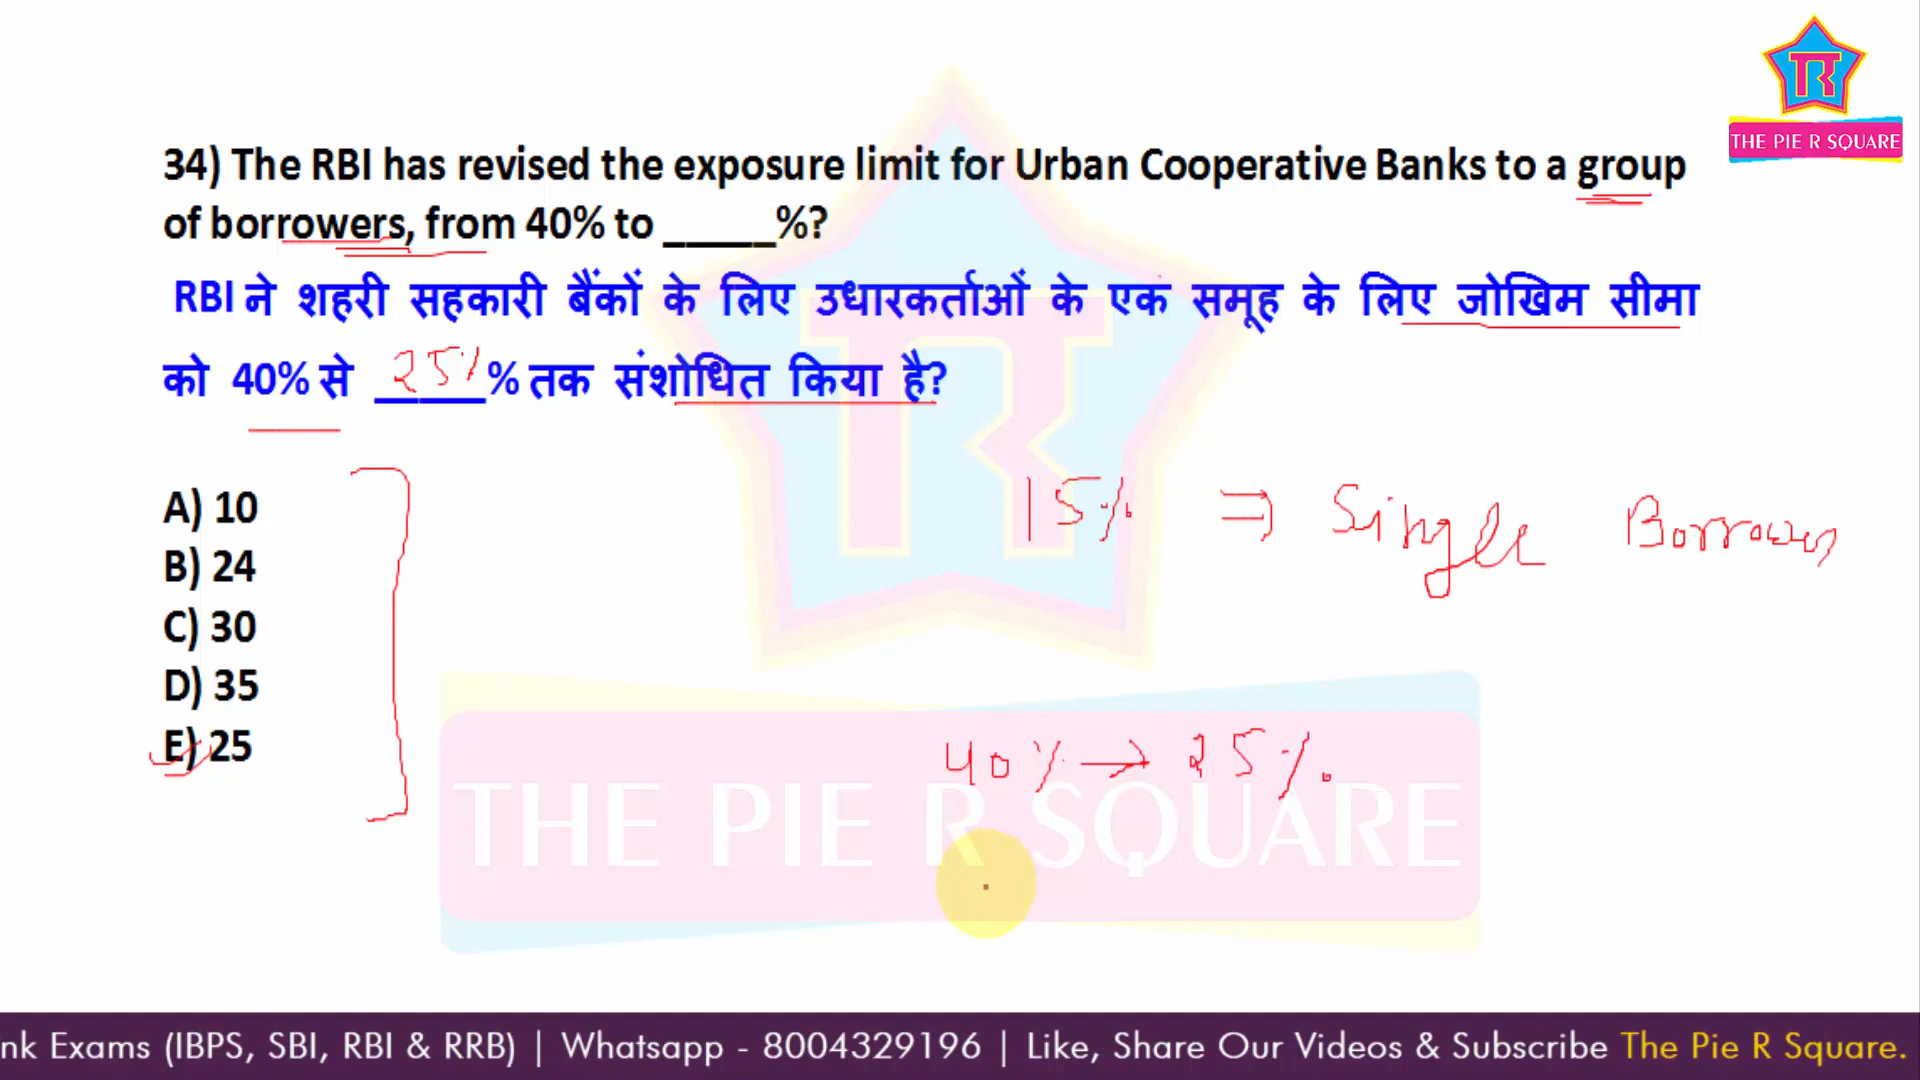 THE PIE R SQUARE
34) The RBI has revised the exposure limit for Urban Cooperative Banks to a group
of borrowers, from 40% to _____%?
RBI ने शहरी सहकारी बैंकों के लिए उधारकर्ताओं के एक समूह के लिए जोखिम सीमा
को 40% से 25% % तक संशोधित किया है?
A) 10
15% ⇒ Single Borrower
B) 24
C) 30
D) 35
E) 25
40% → 25%.
THE PIE R SQUARE
nk Exams (IBPS, SBI, RBI & RRB) | Whatsapp - 8004329196 | Like, Share Our Videos & Subscribe The Pie R Square.